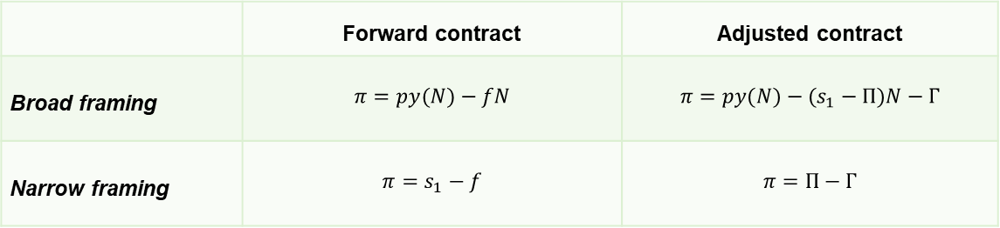 Forward contract Adjusted contract
Broad framing 𝜋 = 𝑝𝑦(𝑁) − 𝑓𝑁 𝜋 = 𝑝𝑦(𝑁) − (𝑠₁ − Π)𝑁 − Γ
Narrow framing 𝜋 = 𝑠₁ − 𝑓 𝜋 = Π − Γ